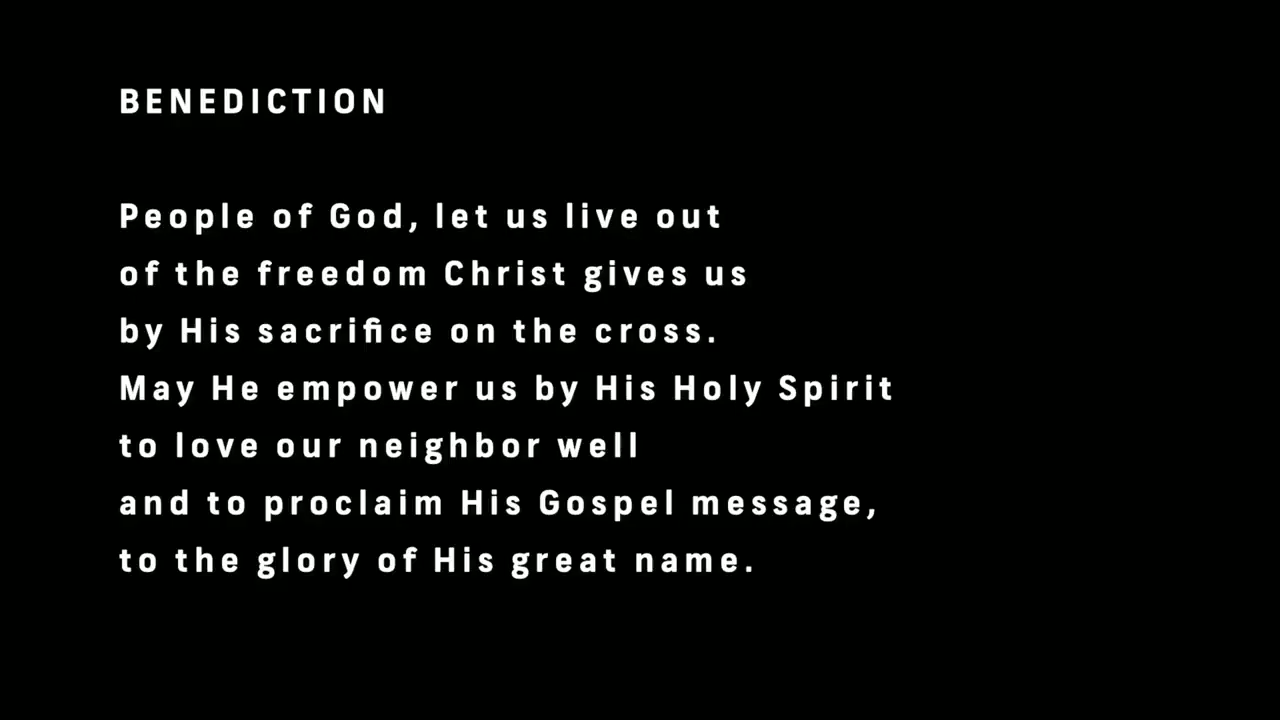 BENEDICTION
People of God, let us live out
of the freedom Christ gives us
by His sacrifice on the cross.
May He empower us by His Holy Spirit
to love our neighbor well
and to proclaim His Gospel message,
to the glory of His great name.